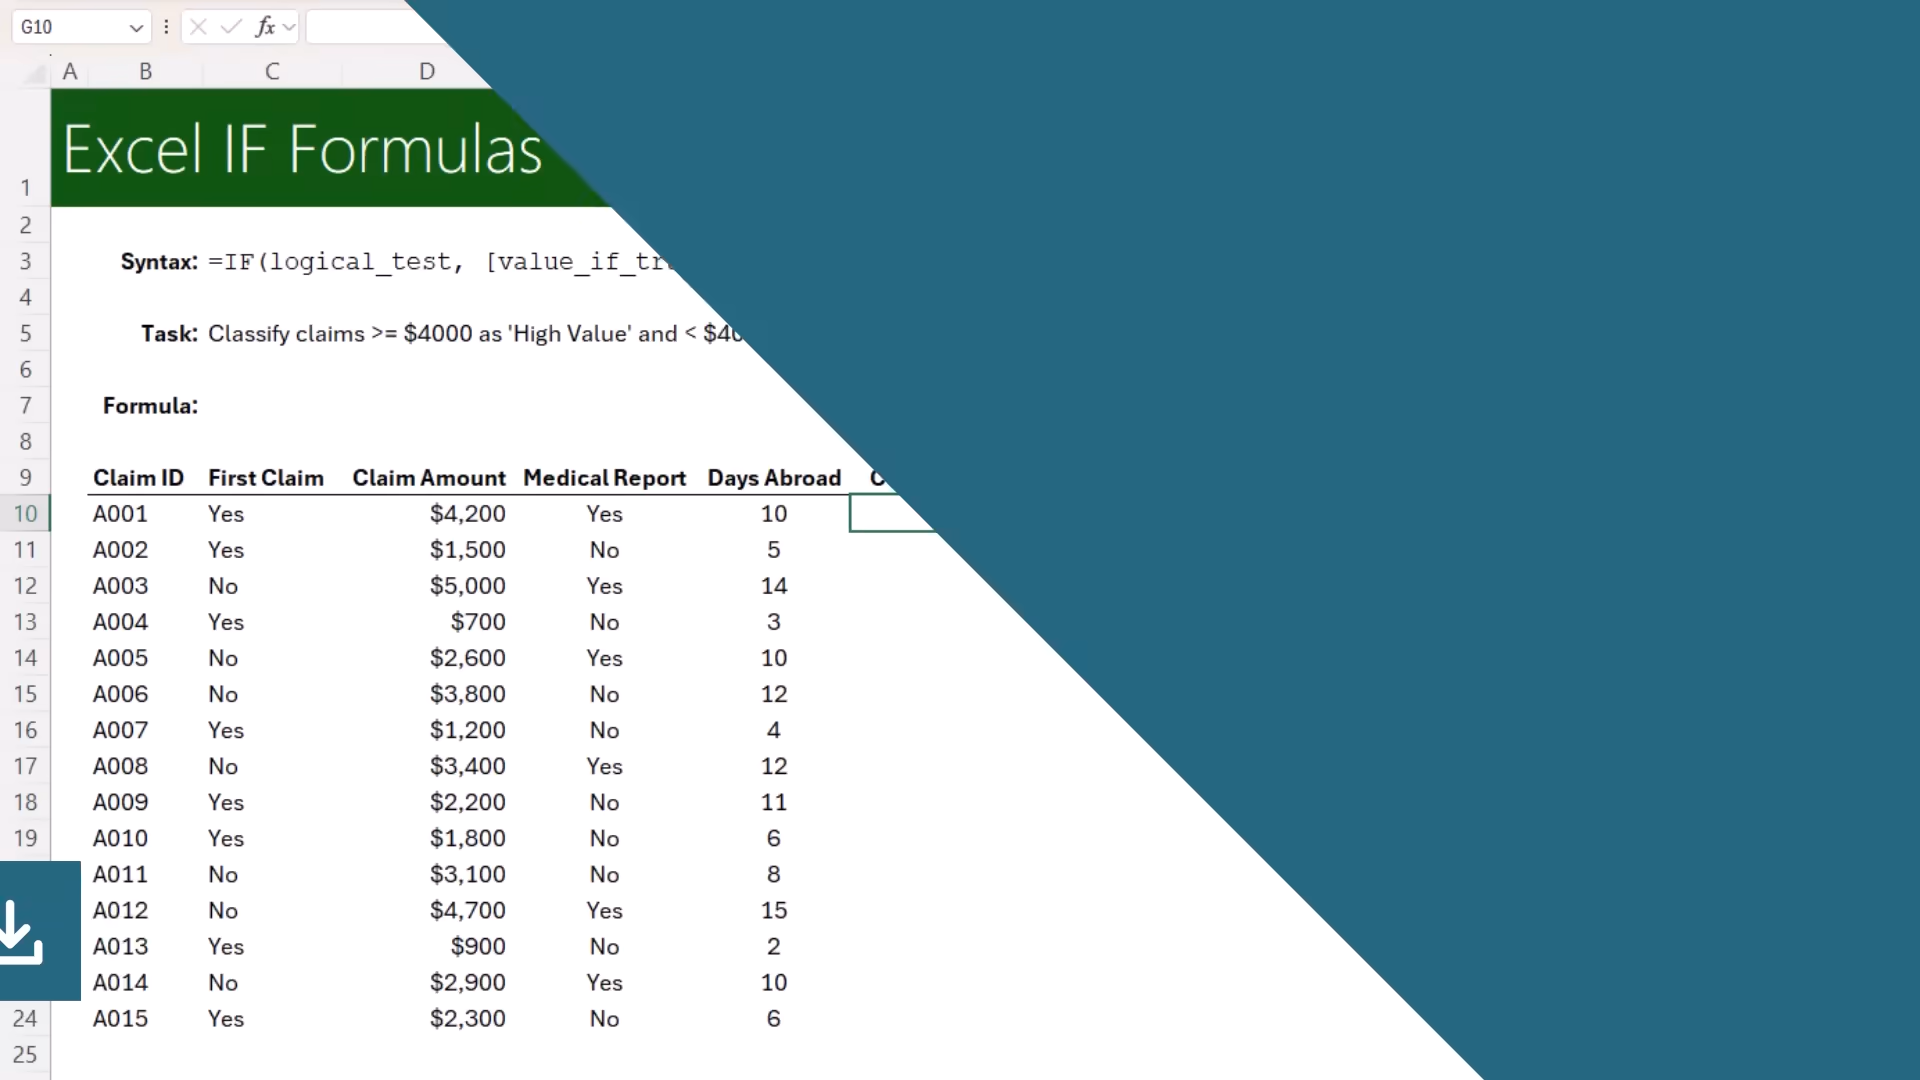 G10
fx
A B C D
1 Excel IF Formulas
2
3 Syntax: =IF(logical_test, [value_if_
4
5 Task: Classify claims >= $4000 as 'High Value' and <
6
7 Formula:
8
9 Claim ID First Claim Claim Amount Medical Report Days Abroad
10 A001 Yes $4,200 Yes 10
11 A002 Yes $1,500 No 5
12 A003 No $5,000 Yes 14
13 A004 Yes $700 No 3
14 A005 No $2,600 Yes 10
15 A006 No $3,800 No 12
16 A007 Yes $1,200 No 4
17 A008 No $3,400 Yes 12
18 A009 Yes $2,200 No 11
19 A010 Yes $1,800 No 6
A011 No $3,100 No 8
A012 No $4,700 Yes 15
A013 Yes $900 No 2
A014 No $2,900 Yes 10
24 A015 Yes $2,300 No 6
25